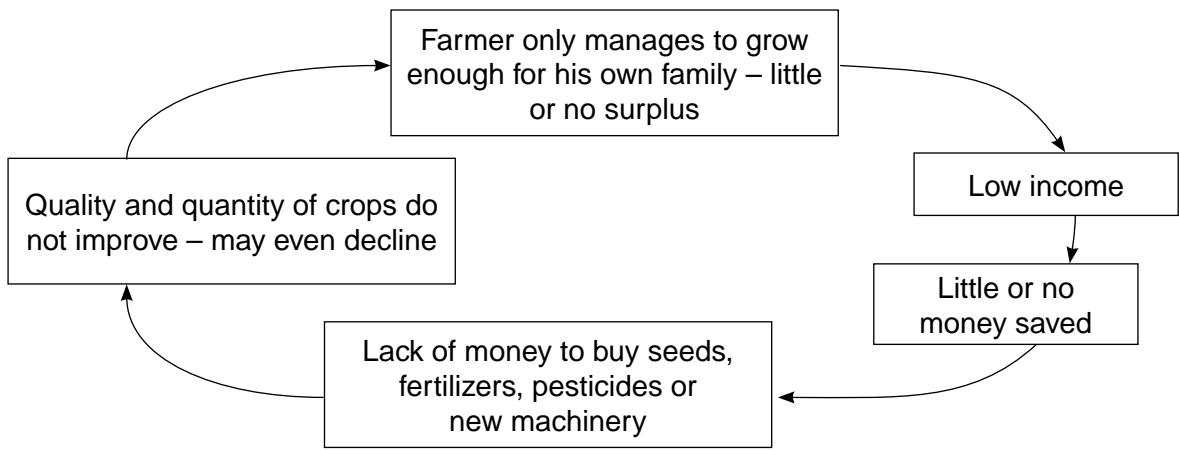 Farmer only manages to grow
enough for his own family – little
or no surplus
Low income
Little or no
money saved
Lack of money to buy seeds,
fertilizers, pesticides or
new machinery
Quality and quantity of crops do
not improve – may even decline